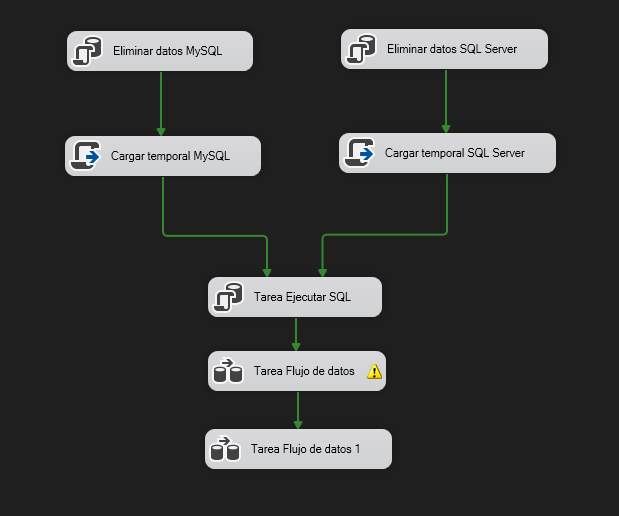 Eliminar datos MySQL
Eliminar datos SQL Server
Cargar temporal MySQL
Cargar temporal SQL Server
Tarea Ejecutar SQL
Tarea Flujo de datos
Tarea Flujo de datos 1